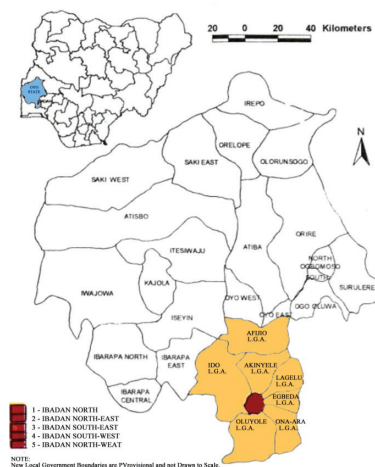 20 0 20 40 Kilometers
OYO
STATE
N
IREPO
ORELOPE
SAKI EAST
OLORUNSOGO
SAKI WEST
ATISBO
ORIRE
ITESIWAJU
ATIBA
NORTH
OGBOMOSO
SOUTH
KAJOLA
IWAJOWA
OYO WEST
SURULERE
OGO OLUWA
OYO EAST
ISEYIN
AFIJIO
L.G.A.
IBARAPA NORTH
IBARAPA
EAST
IDO
L.G.A.
AKINYELE
L.G.A.
LAGELU
L.G.A.
IBARAPA
CENTRAL
EGBEDA
L.G.A.
OLUYOLE
L.G.A.
ONA-ARA
L.G.A.
1 - IBADAN NORTH
2 - IBADAN NORTH-EAST
3 - IBADAN SOUTH-EAST
4 - IBADAN SOUTH-WEST
5 - IBADAN NORTH-WEAT
NOTE:
New Local Government Boundaries are PVrovisional and not Drawn to Scale.